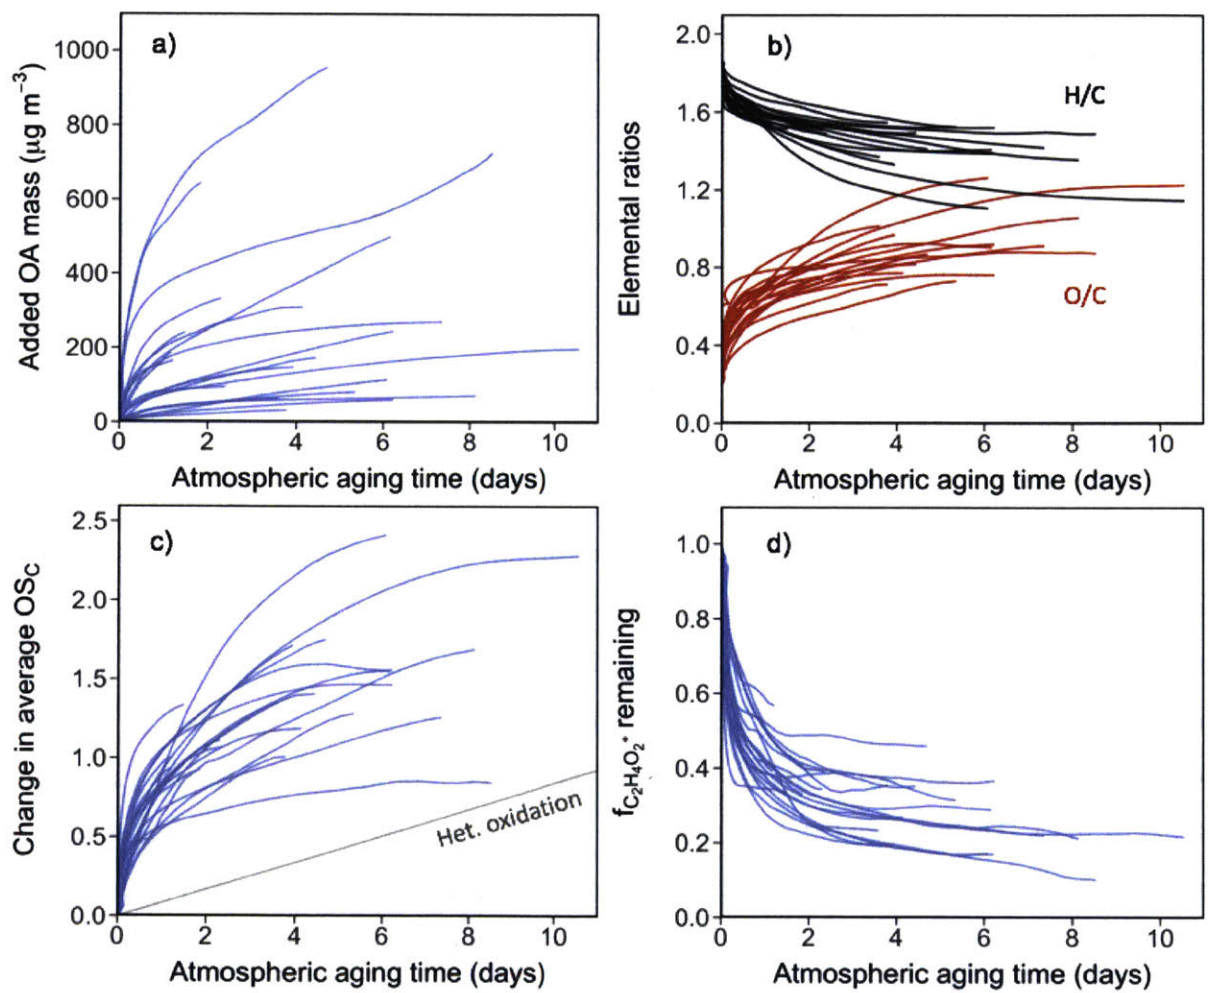 a)
Added OA mass (μg m⁻³)
1000
800
600
400
200
0
0 2 4 6 8 10
Atmospheric aging time (days)
b)
Elemental ratios
2.0
1.6
1.2
0.8
0.4
0.0
H/C
O/C
0 2 4 6 8 10
Atmospheric aging time (days)
c)
Change in average OSC
2.5
2.0
1.5
1.0
0.5
0.0
Het. oxidation
0 2 4 6 8 10
Atmospheric aging time (days)
d)
fC₂H₄O₂⁺ remaining
1.0
0.8
0.6
0.4
0.2
0.0
0 2 4 6 8 10
Atmospheric aging time (days)